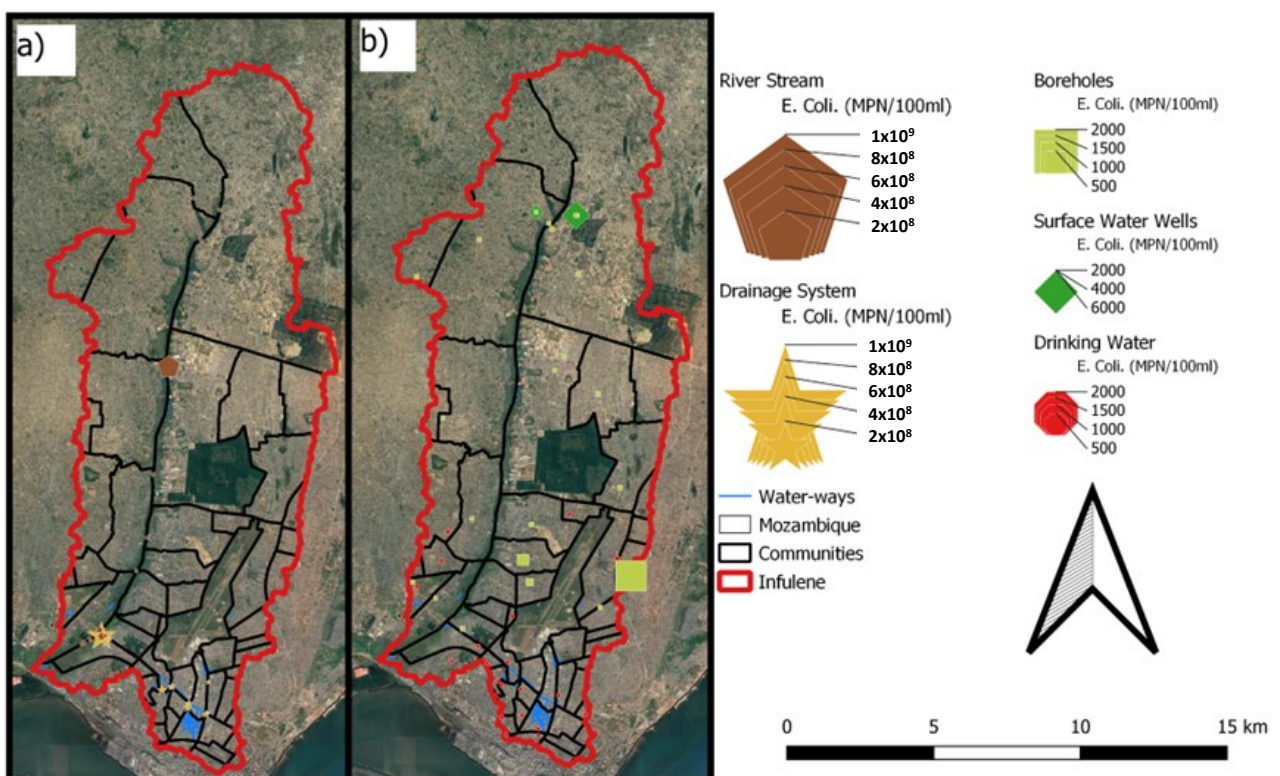 a)
b)
River Stream
E. Coli. (MPN/100ml)
1x10⁹
8x10⁸
6x10⁸
4x10⁸
2x10⁸
Drainage System
E. Coli. (MPN/100ml)
1x10⁹
8x10⁸
6x10⁸
4x10⁸
2x10⁸
Water-ways
Mozambique
Communities
Infulene
Boreholes
E. Coli. (MPN/100ml)
2000
1500
1000
500
Surface Water Wells
E. Coli. (MPN/100ml)
2000
4000
6000
Drinking Water
E. Coli. (MPN/100ml)
2000
1500
1000
500
0 5 10 15 km